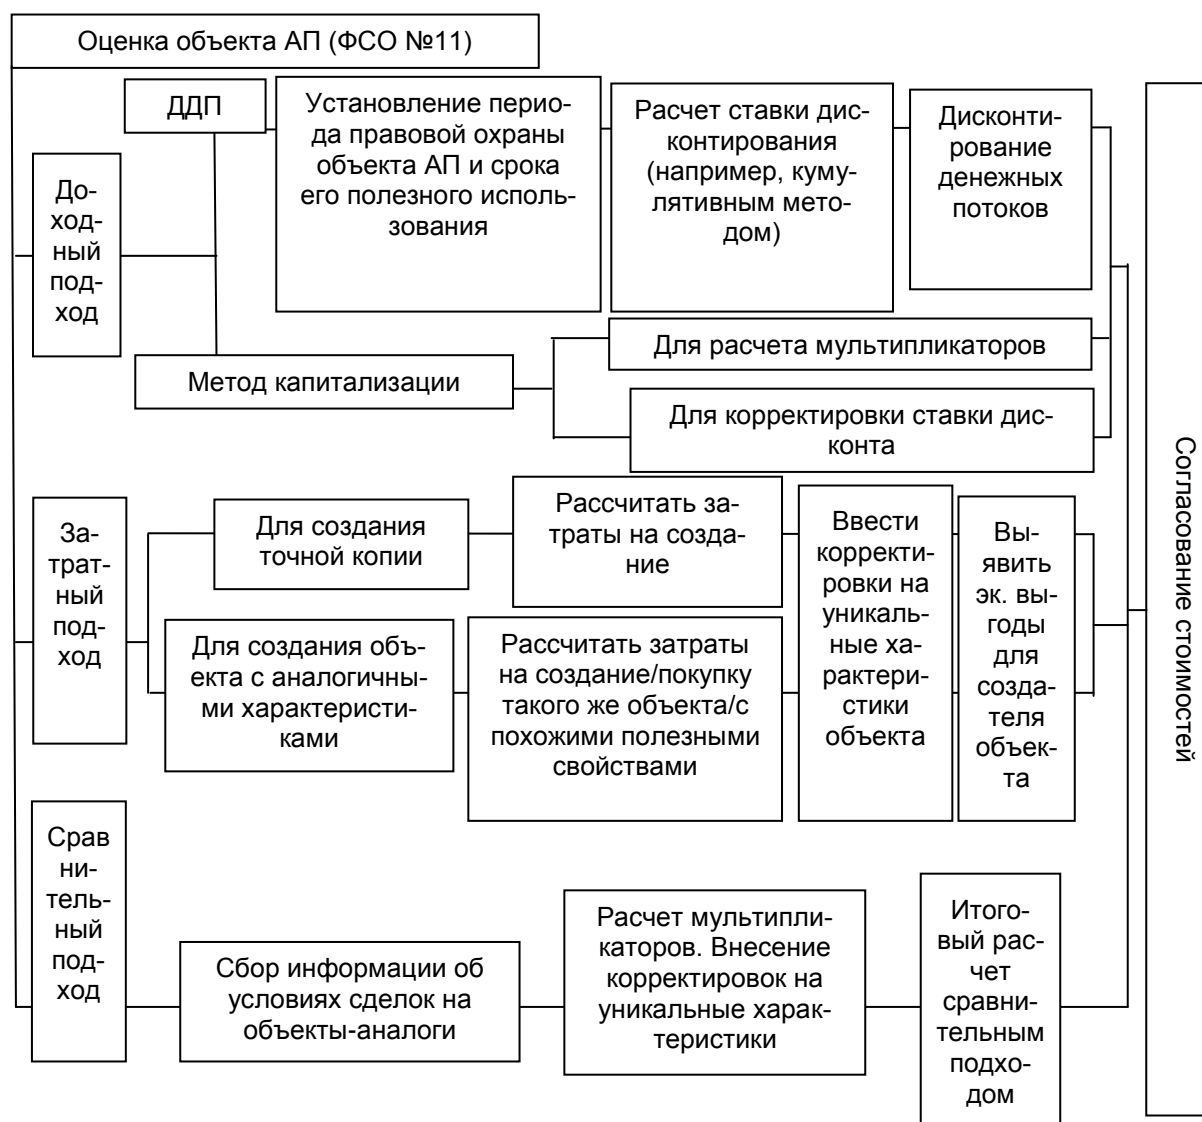 Оценка объекта АП (ФСО №11)
До-
ход-
ный
под-
ход
ДДП
Установление перио-
да правовой охраны
объекта АП и срока
его полезного исполь-
зования
Расчет ставки дис-
контирования
(например, куму-
лятивным мето-
дом)
Дисконти-
рование
денежных
потоков
Метод капитализации
Для расчета мультипликаторов
Для корректировки ставки дис-
конта
За-
трат-
ный
под-
ход
Для создания
точной копии
Рассчитать за-
траты на созда-
ние
Для создания объ-
екта с аналогичны-
ми характеристи-
ками
Рассчитать затраты
на создание/покупку
такого же объекта/с
похожими полезными
свойствами
Ввести
корректи-
ровки на
уникаль-
ные ха-
рактери-
стики
объекта
Вы-
явить
эк. вы-
годы
для
созда-
теля
объек-
та
Срав
ни-
тель-
ный
под-
ход
Сбор информации об
условиях сделок на
объекты-аналоги
Расчет мультипли-
каторов. Внесение
корректировок на
уникальные харак-
теристики
Итого-
вый рас-
чет
сравни-
тельным
подхо-
дом
Согласование стоимостей